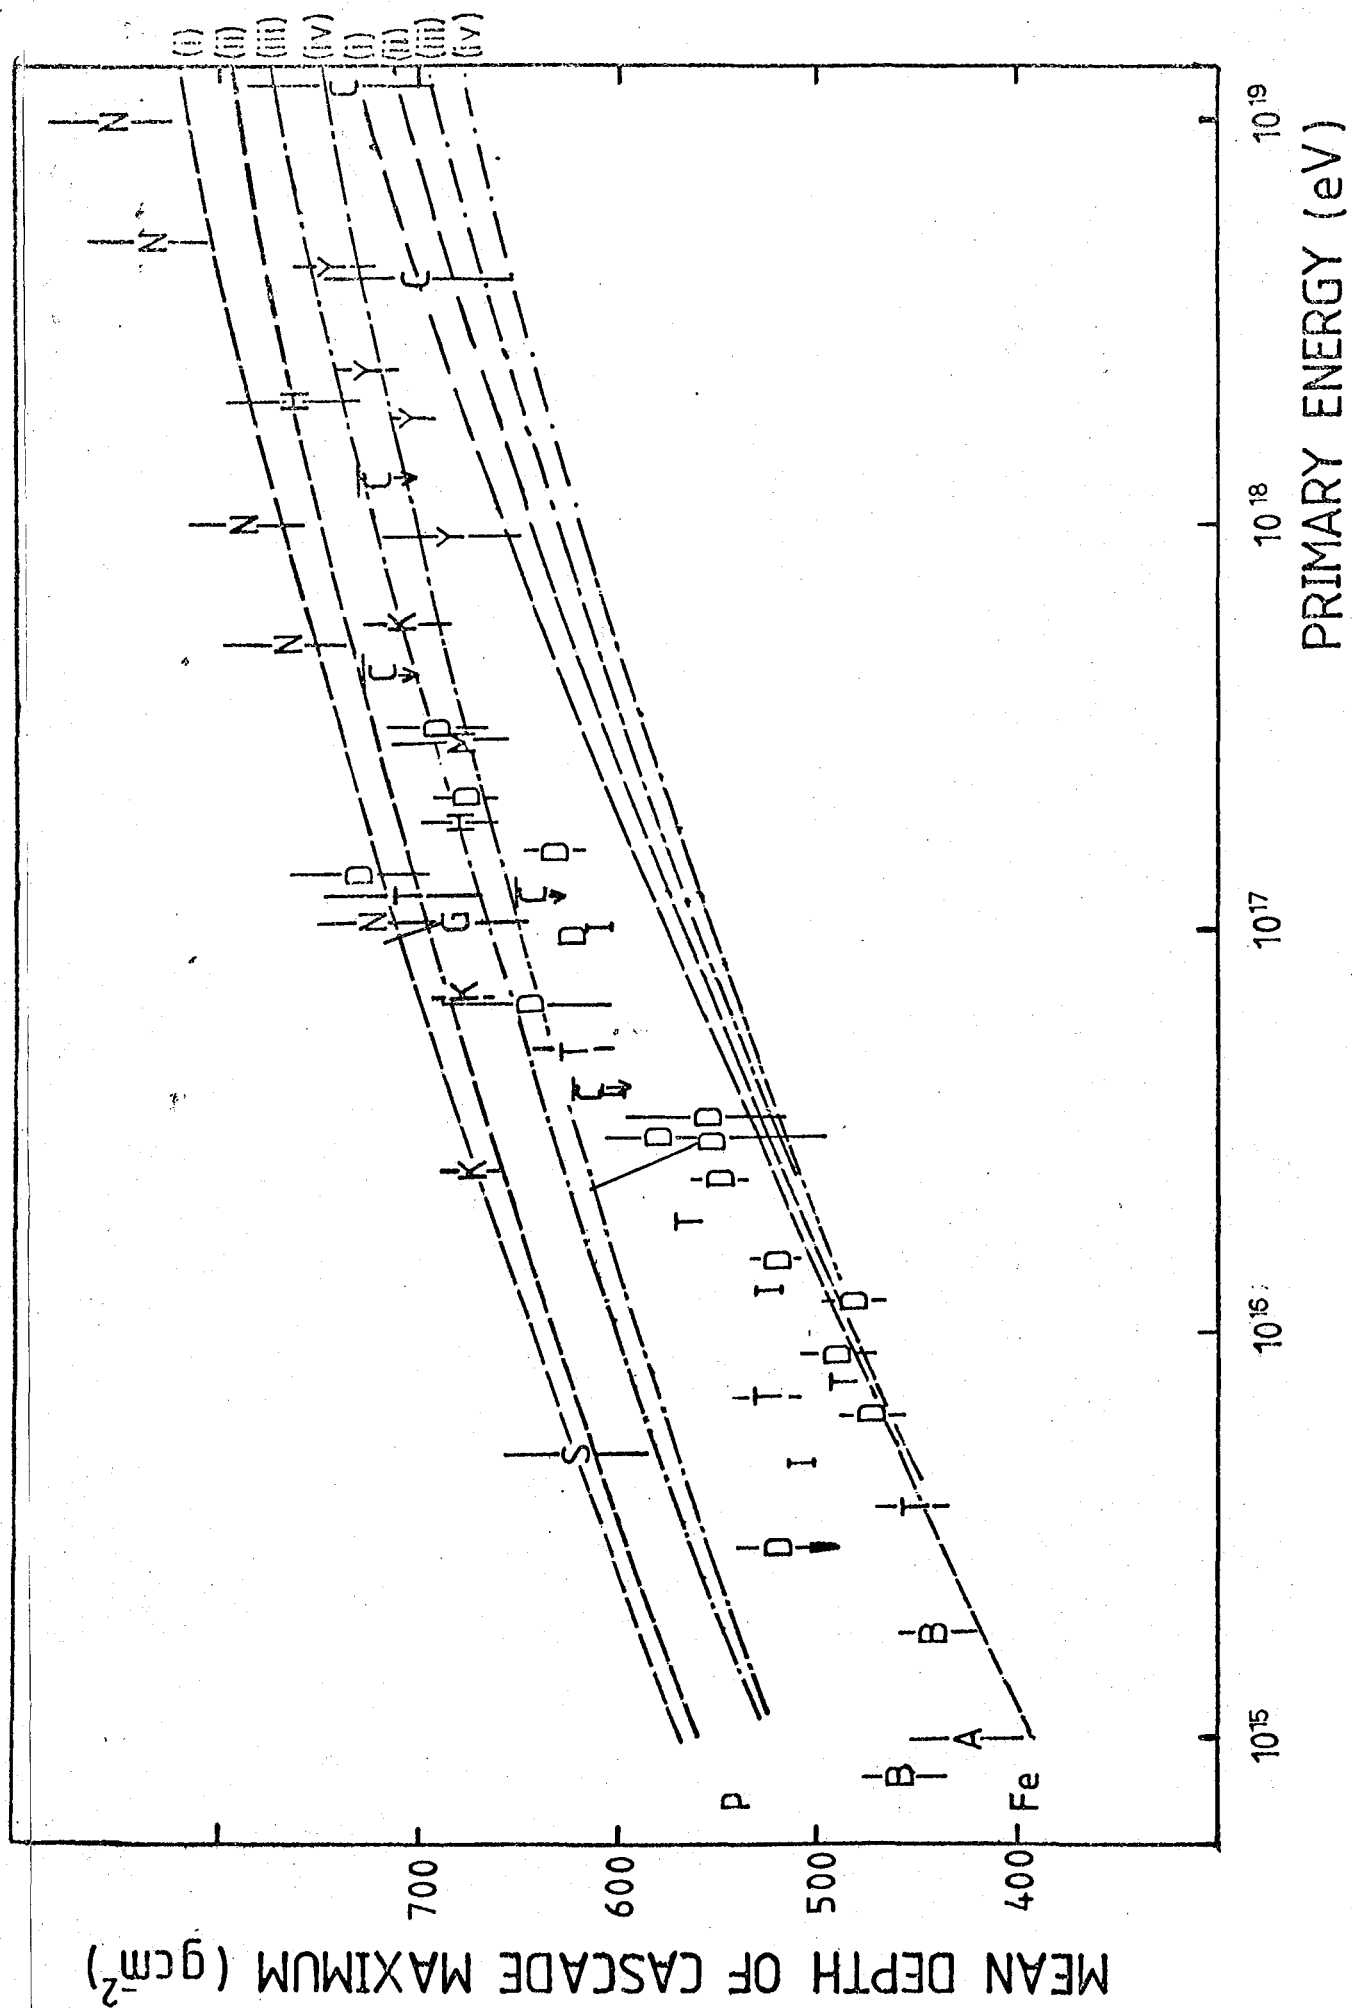 MEAN DEPTH OF CASCADE MAXIMUM (gcm⁻²)
700
600
500
400
P
Fe
10¹⁵
10¹⁶
10¹⁷
10¹⁸
10¹⁹
PRIMARY ENERGY (eV)
(i)
(ii)
(iii)
(iv)
(i)
(ii)
(iii)
(iv)
B
A
B
D
T
I
S
D
T
T
D
D
I
D
T
D
K
D
D
D
C
T
D
K
D
I
N
G
C
I
D
D
H
D
Y
D
C
N
K
Y
N
C
Y
H
Y
C
Y
N
N
C